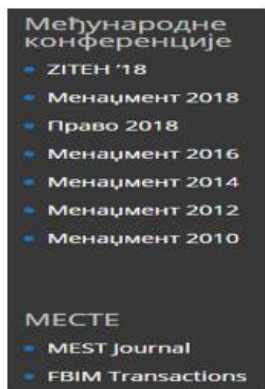 Међународне
конференције
ZITEH '18
Менаџмент 2018
Право 2018
Менаџмент 2016
Менаџмент 2014
Менаџмент 2012
Менаџмент 2010
МЕСТЕ
MEST Journal
FBIM Transactions